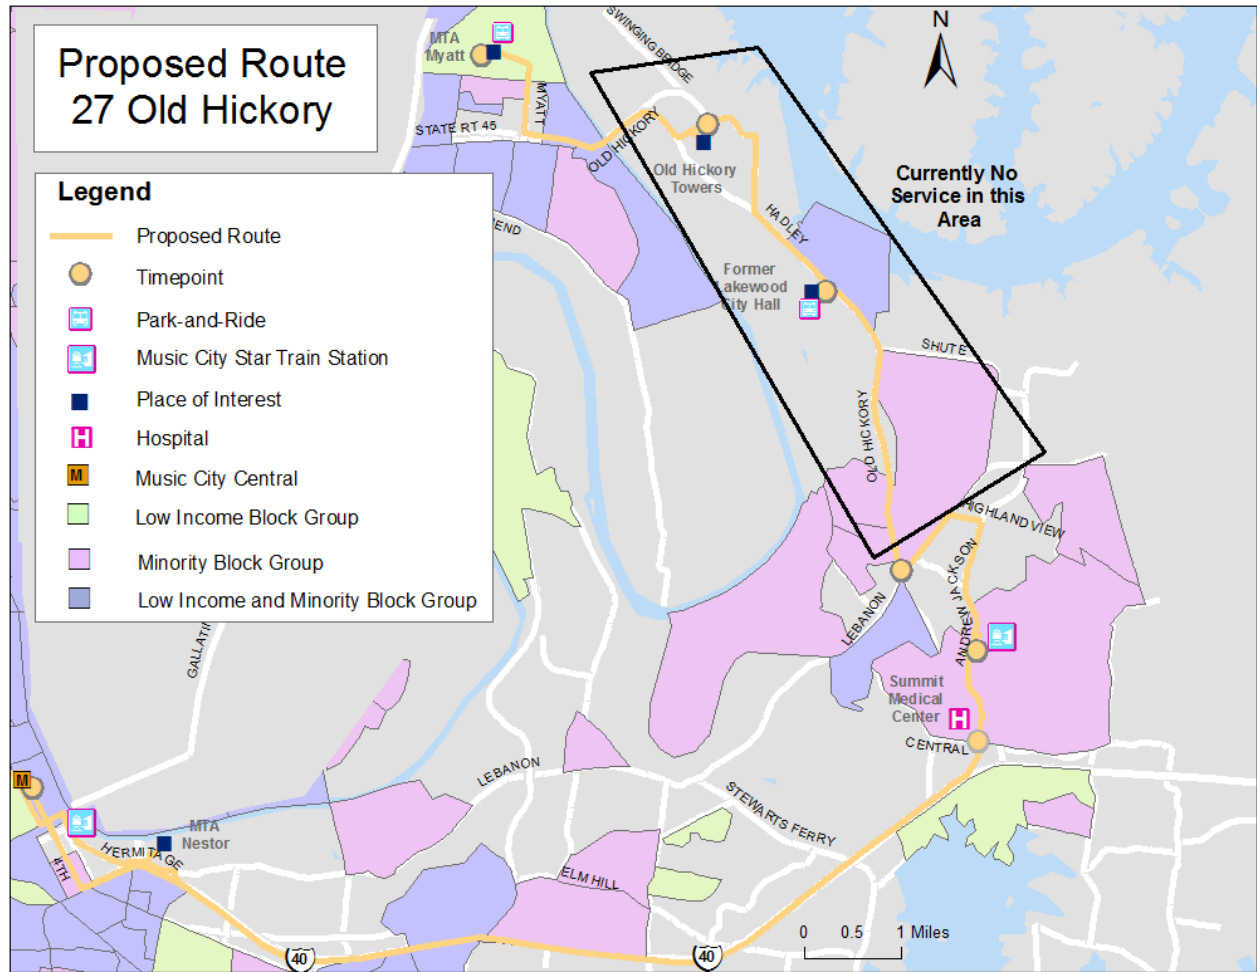 Proposed Route
27 Old Hickory
Legend
Proposed Route
Timepoint
Park-and-Ride
Music City Star Train Station
Place of Interest
H
Hospital
M
Music City Central
Low Income Block Group
Minority Block Group
Low Income and Minority Block Group
MTA
Myatt
MYATT
STATE RT 45
SWINGING BRIDGE
OLD HICKORY
Old Hickory
Towers
N
Currently No
Service in this
Area
HADLEY
Former
Lakewood
City Hall
SHUTE
OLD HICKORY
HIGHLAND VIEW
LEBANON
ANDREW JACKSON
Summit
Medical
Center
H
CENTRAL
GALLATIN
LEBANON
STEWARTS FERRY
M
MTA
Nestor
HERMITAGE
4TH
ELM HILL
40
40
0 0.5 1 Miles